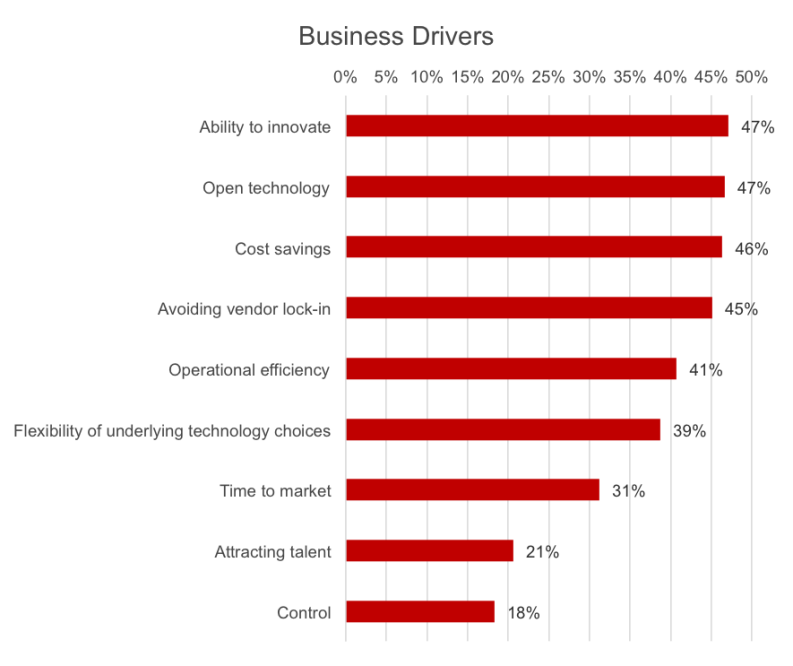 Business Drivers
0% 5% 10% 15% 20% 25% 30% 35% 40% 45% 50%
Ability to innovate 47%
Open technology 47%
Cost savings 46%
Avoiding vendor lock-in 45%
Operational efficiency 41%
Flexibility of underlying technology choices 39%
Time to market 31%
Attracting talent 21%
Control 18%